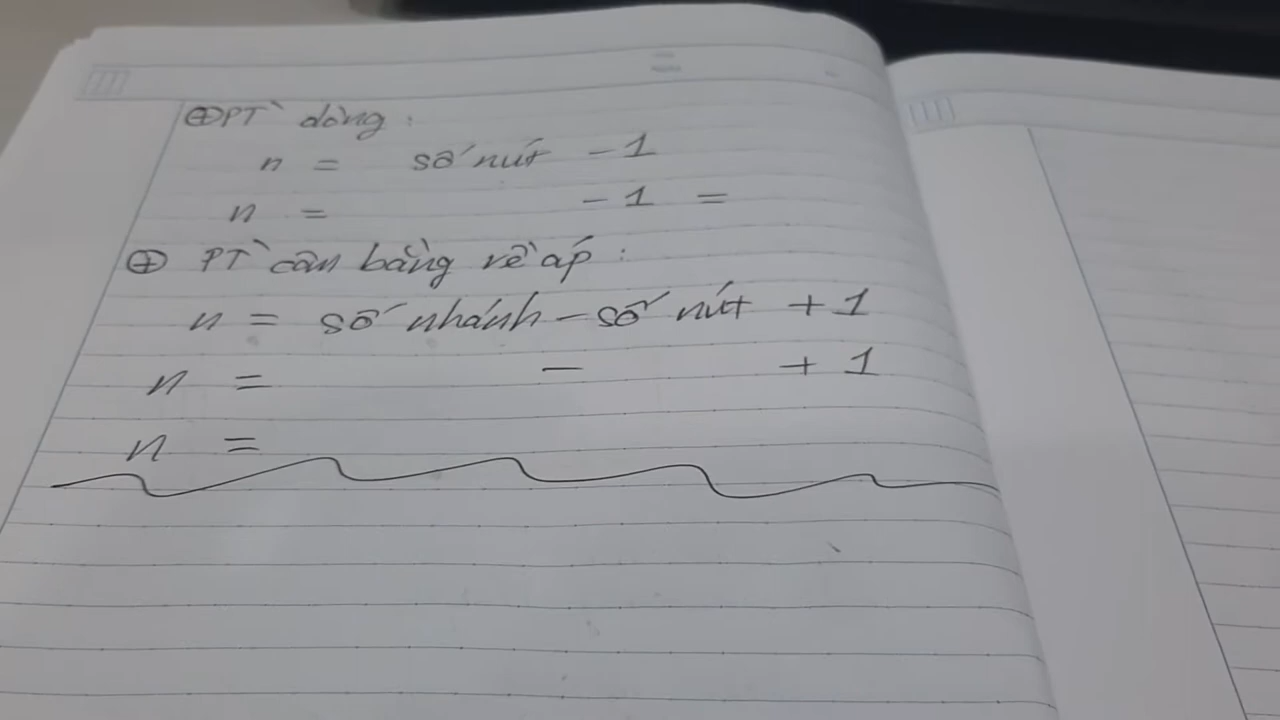 ⊕ PT dòng :
n = số nút - 1
n = - 1 =
⊕ PT cân bằng về áp :
n = số nhánh - số nút + 1
n = - + 1
n =